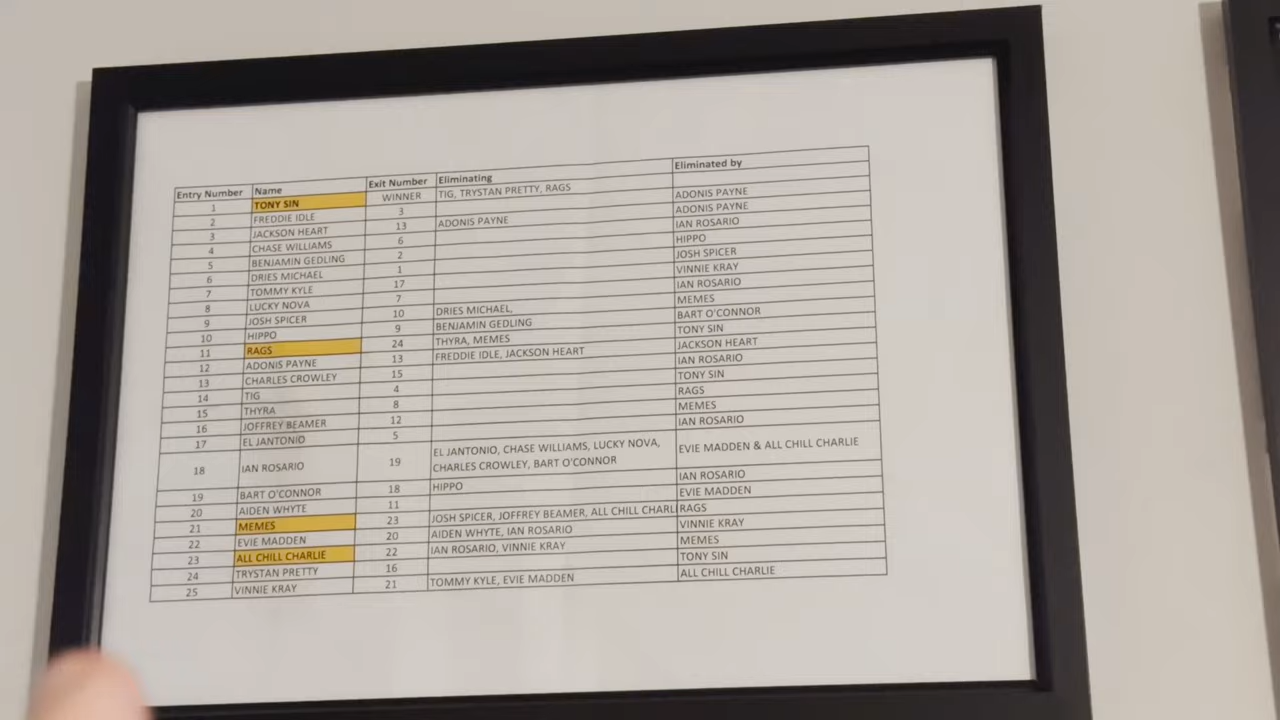 Entry Number Name Exit Number Eliminating Eliminated by
1 TONY SIN WINNER TIG, TRYSTAN PRETTY, RAGS
2 FREDDIE IDLE 3 ADONIS PAYNE
3 JACKSON HEART 13 ADONIS PAYNE ADONIS PAYNE
4 CHASE WILLIAMS 6 IAN ROSARIO
5 BENJAMIN GEDLING 2 HIPPO
6 DRIES MICHAEL 1 JOSH SPICER
7 TOMMY KYLE 17 VINNIE KRAY
8 LUCKY NOVA 7 IAN ROSARIO
9 JOSH SPICER 10 DRIES MICHAEL, MEMES
10 HIPPO 9 BENJAMIN GEDLING BART O'CONNOR
11 RAGS 24 THYRA, MEMES TONY SIN
12 ADONIS PAYNE 13 FREDDIE IDLE, JACKSON HEART JACKSON HEART
13 CHARLES CROWLEY 15 IAN ROSARIO
14 TIG 4 TONY SIN
15 THYRA 8 RAGS
16 JOFFREY BEAMER 12 MEMES
17 EL JANTONIO 5 IAN ROSARIO
18 IAN ROSARIO 19 EL JANTONIO, CHASE WILLIAMS, LUCKY NOVA, EVIE MADDEN & ALL CHILL CHARLIE
CHARLES CROWLEY, BART O'CONNOR
19 BART O'CONNOR 18 HIPPO IAN ROSARIO
20 AIDEN WHYTE 11 EVIE MADDEN
21 MEMES 23 JOSH SPICER, JOFFREY BEAMER, ALL CHILL CHARL RAGS
22 EVIE MADDEN 20 AIDEN WHYTE, IAN ROSARIO VINNIE KRAY
23 ALL CHILL CHARLIE 22 IAN ROSARIO, VINNIE KRAY MEMES
24 TRYSTAN PRETTY 16 TONY SIN
25 VINNIE KRAY 21 TOMMY KYLE, EVIE MADDEN ALL CHILL CHARLIE